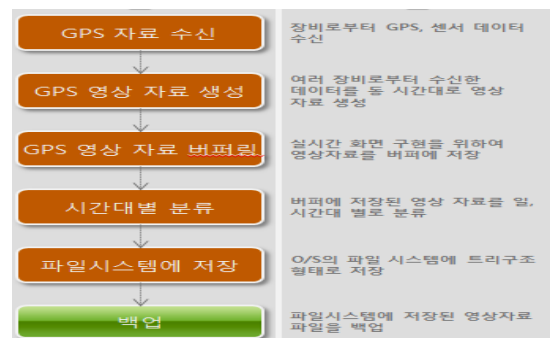 GPS 자료 수신
장비로부터 GPS, 센서 데이터
수신
GPS 영상 자료 생성
여러 장비로부터 수신한
데이터를 동 시간대로 영상
자료 생성
GPS 영상 자료 버퍼링
실시간 화면 구현을 위하여
영상자료를 버퍼에 저장
시간대별 분류
버퍼에 저장된 영상 자료를 일,
시간대 별로 분류
파일시스템에 저장
O/S의 파일 시스템에 트리구조
형태로 저장
백업
파일시스템에 저장된 영상자료
파일을 백업